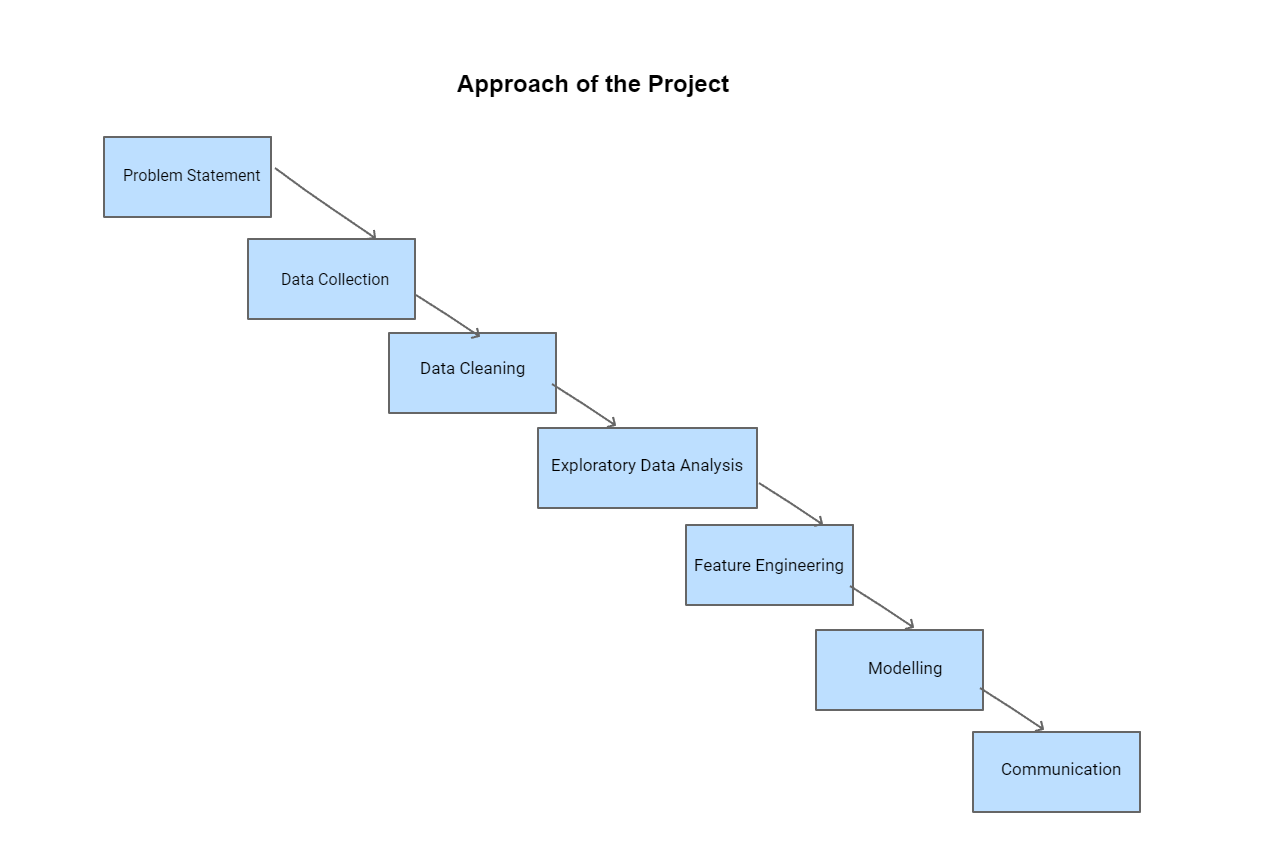 Approach of the Project
Problem Statement
Data Collection
Data Cleaning
Exploratory Data Analysis
Feature Engineering
Modelling
Communication